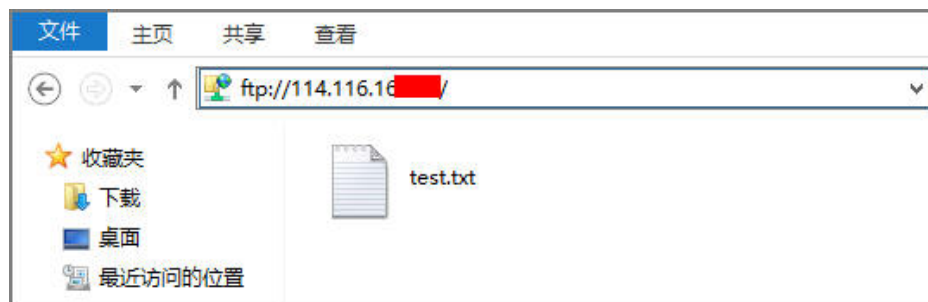 文件 主页 共享 查看
ftp://114.116.16 /
收藏夹
下载
桌面
最近访问的位置
test.txt